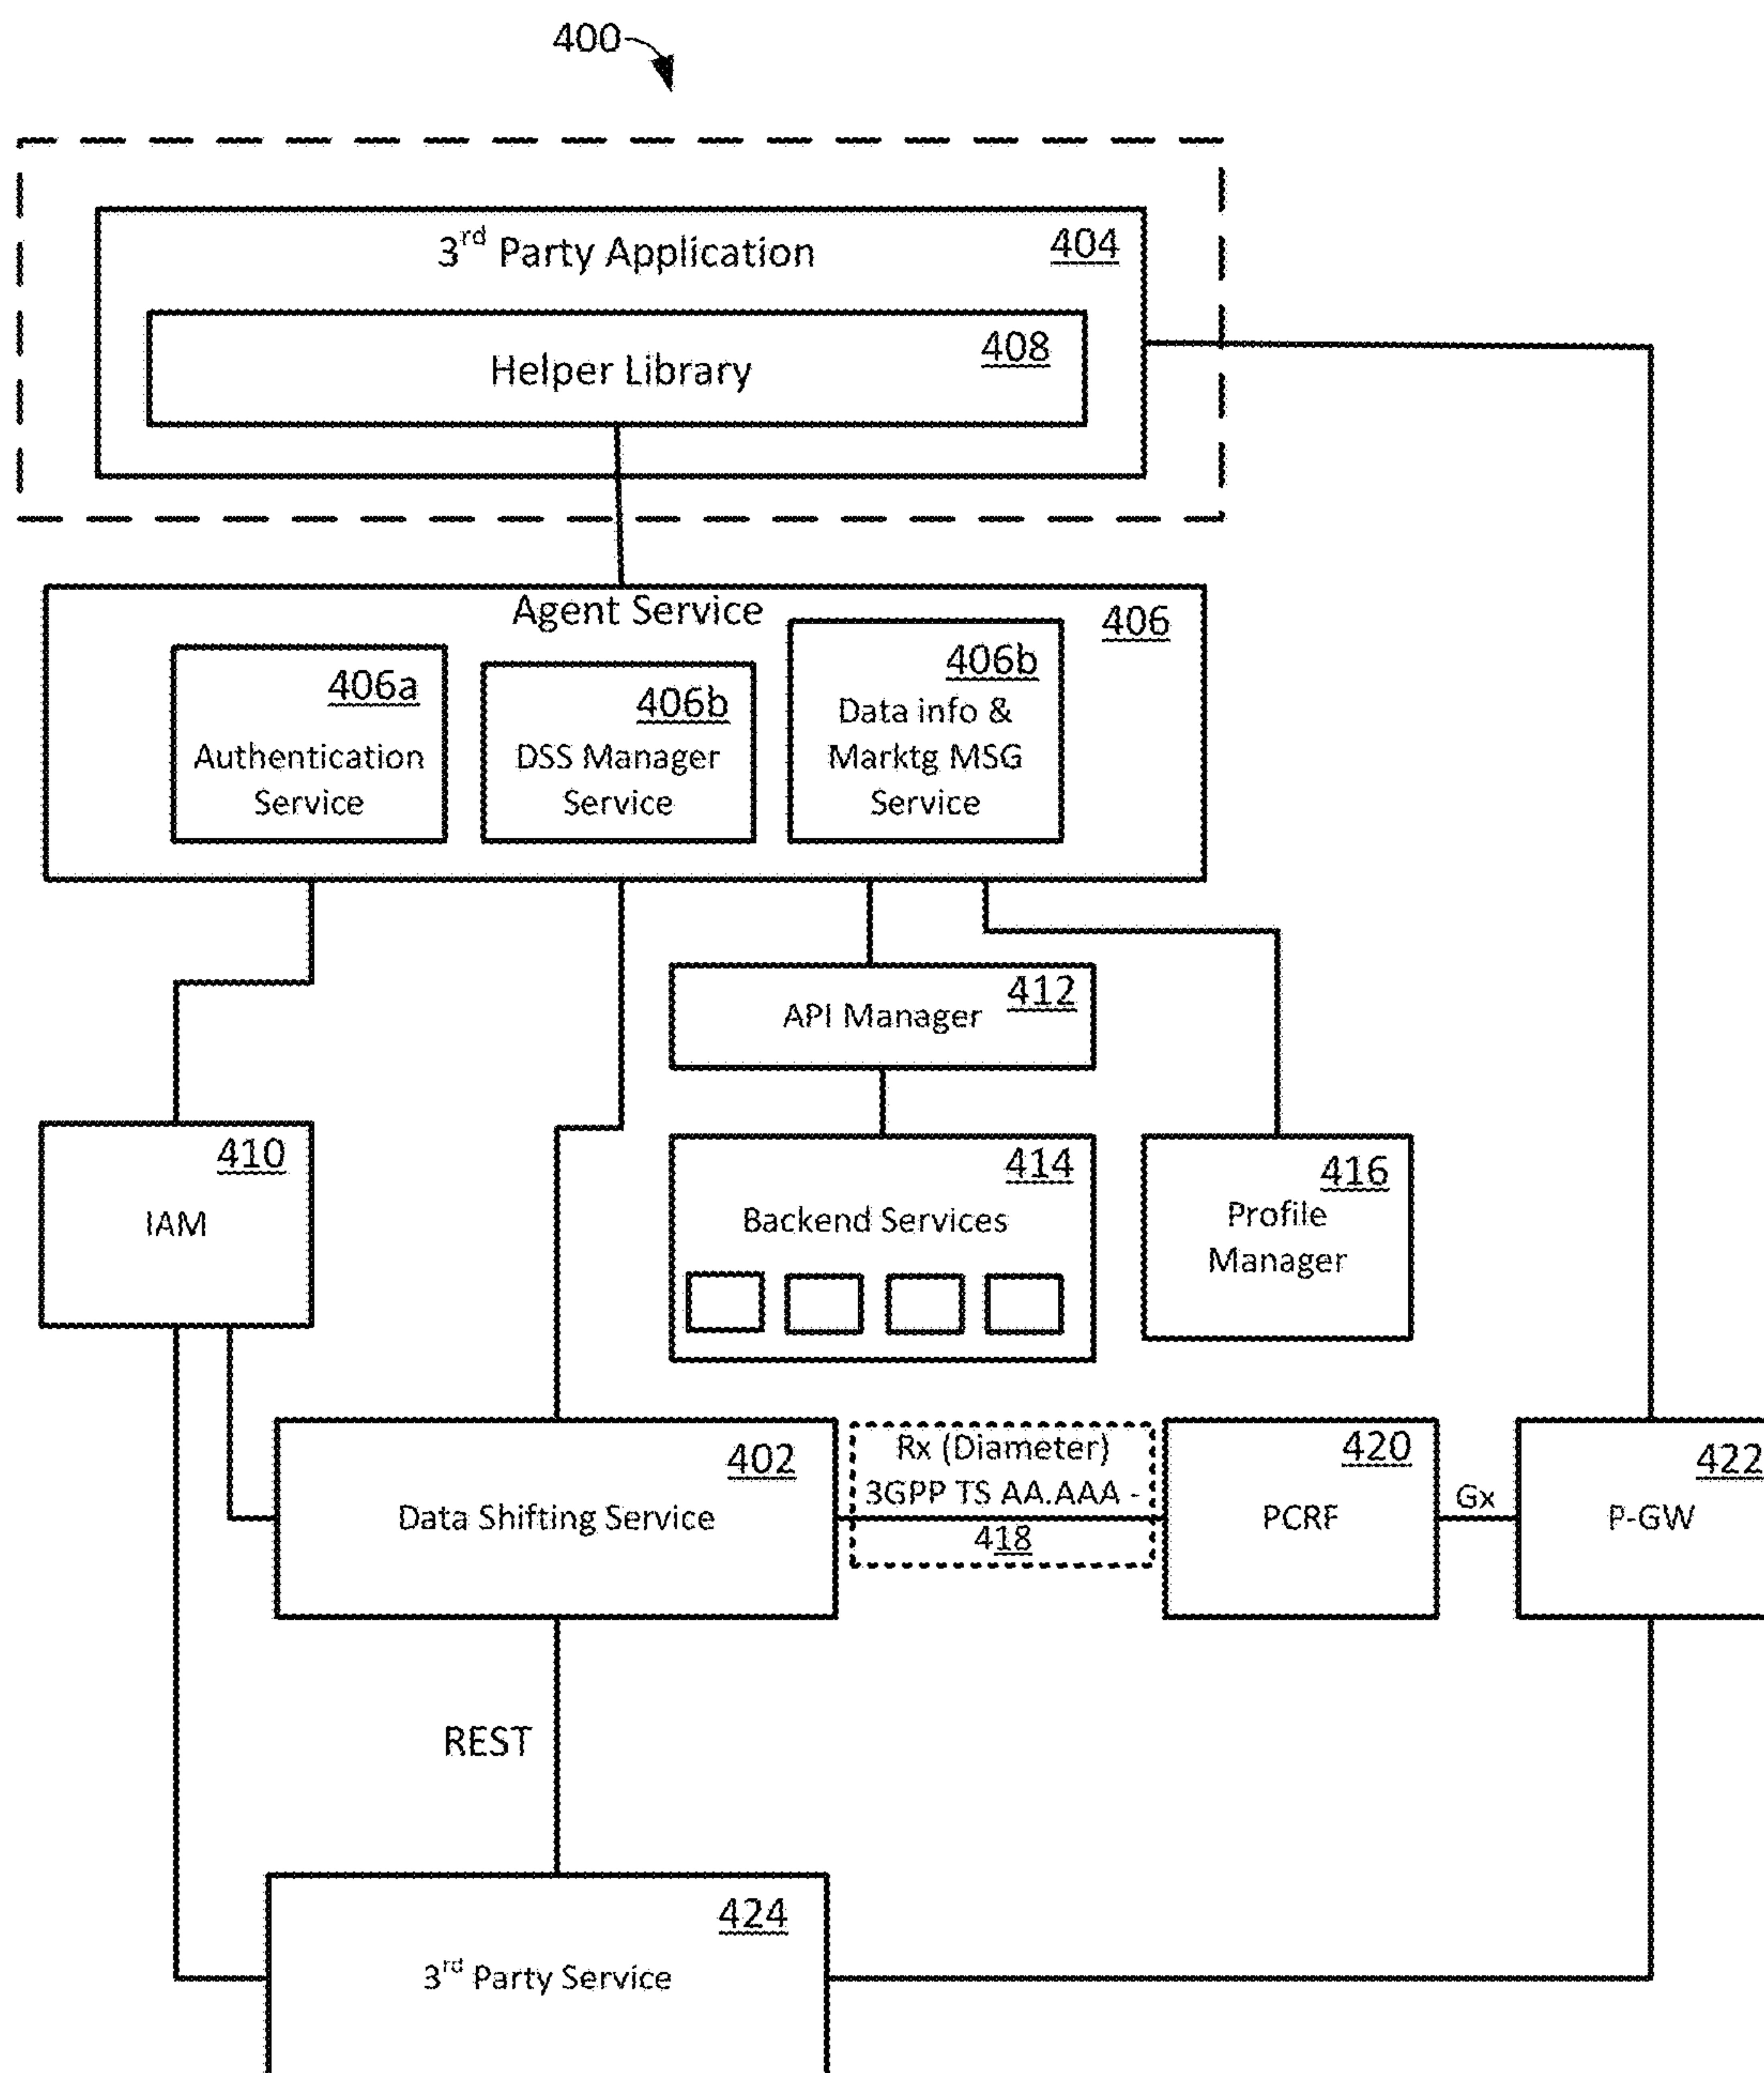 400
3rd Party Application
404
Helper Library
408
Agent Service
406
406a
Authentication
Service
406b
DSS Manager
Service
406b
Data info &
Marktg MSG
Service
API Manager
412
410
IAM
414
Backend Services
416
Profile
Manager
402
Data Shifting Service
Rx (Diameter)
3GPP TS AA.AAA -
418
420
PCRF
Gx
422
P-GW
REST
424
3rd Party Service